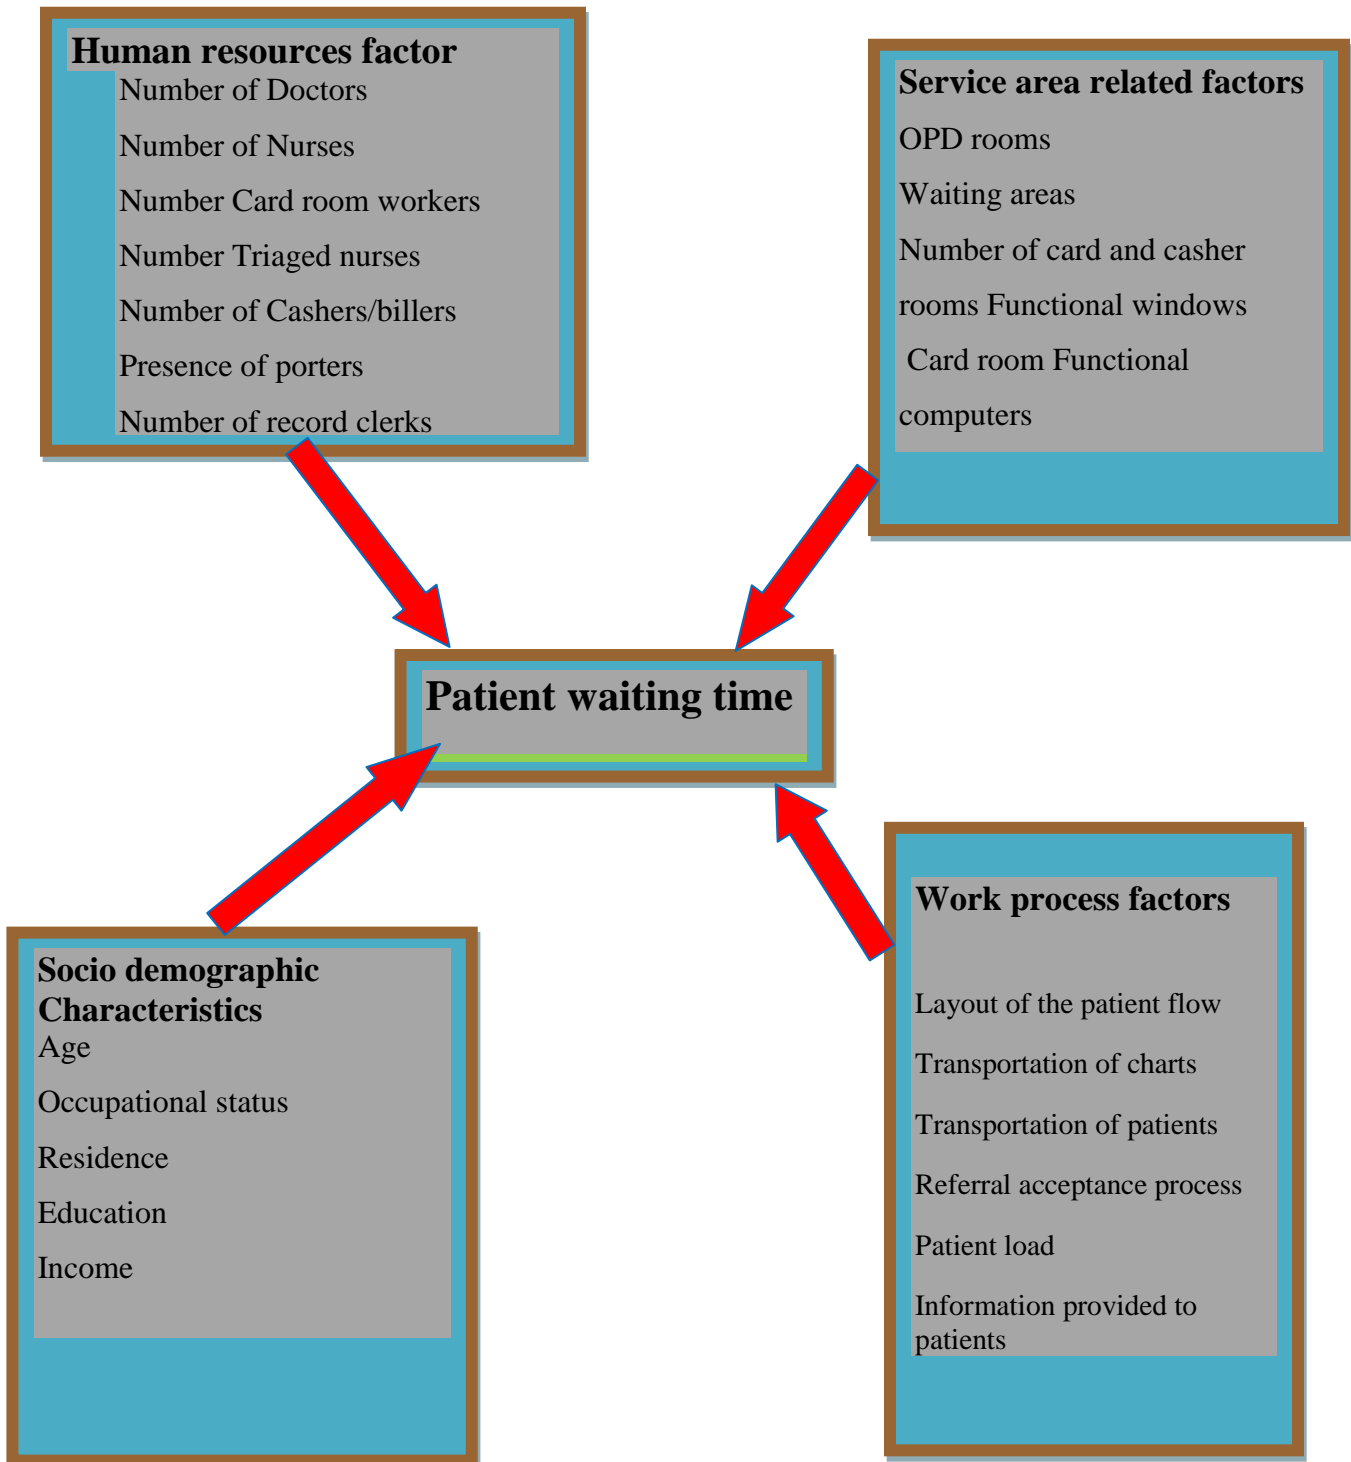 Human resources factor
Number of Doctors
Number of Nurses
Number Card room workers
Number Triaged nurses
Number of Cashers/billers
Presence of porters
Number of record clerks
Service area related factors
OPD rooms
Waiting areas
Number of card and casher
rooms Functional windows
Card room Functional
computers
Patient waiting time
Socio demographic
Characteristics
Age
Occupational status
Residence
Education
Income
Work process factors
Layout of the patient flow
Transportation of charts
Transportation of patients
Referral acceptance process
Patient load
Information provided to
patients